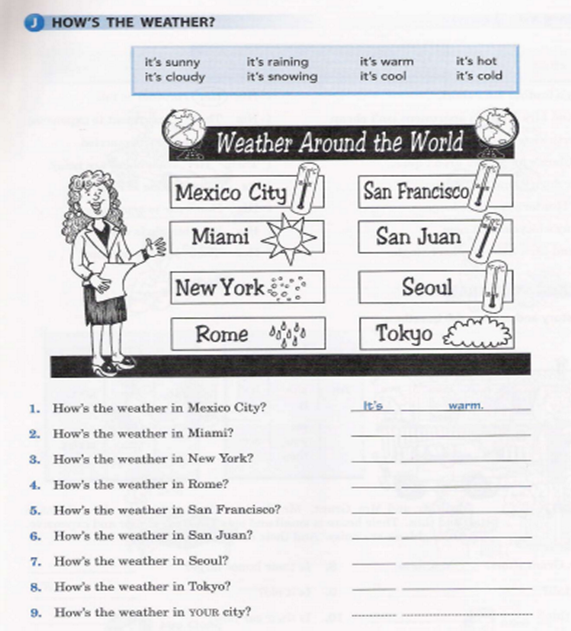 J HOW'S THE WEATHER?
it's sunny it's raining it's warm it's hot
it's cloudy it's snowing it's cool it's cold
Weather Around the World
Mexico City San Francisco
Miami San Juan
New York Seoul
Rome Tokyo
1. How's the weather in Mexico City? It's warm.
2. How's the weather in Miami?
3. How's the weather in New York?
4. How's the weather in Rome?
5. How's the weather in San Francisco?
6. How's the weather in San Juan?
7. How's the weather in Seoul?
8. How's the weather in Tokyo?
9. How's the weather in YOUR city?